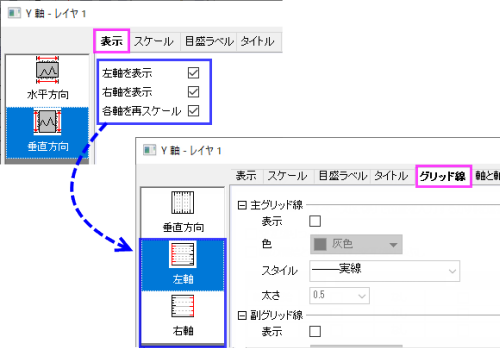 Y 軸 - レイヤ 1
表示 スケール 目盛ラベル タイトル
水平方向
垂直方向
左軸を表示
右軸を表示
各軸を再スケール
Y 軸 - レイヤ 1
表示 スケール 目盛ラベル タイトル グリッド線 軸と軸
垂直方向
左軸
右軸
主グリッド線
表示
色 灰色
スタイル 実線
太さ 0.5
副グリッド線
表示